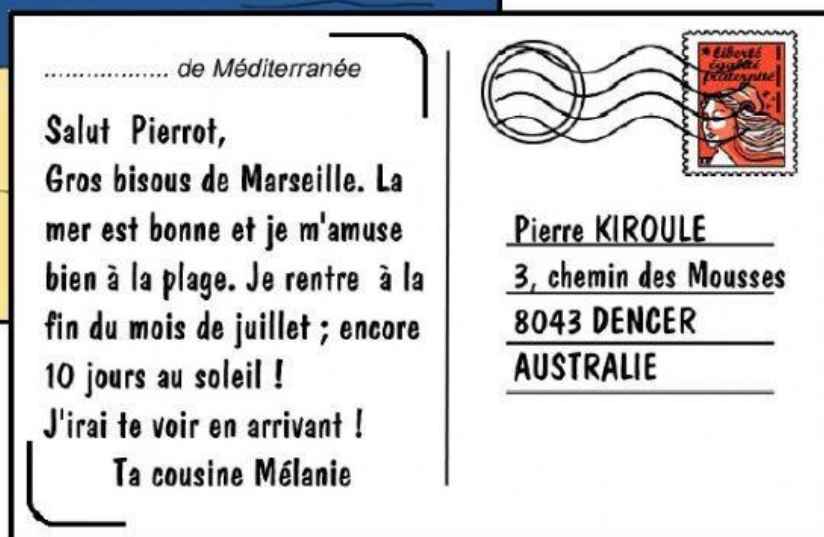 .................. de Méditerranée
Salut Pierrot,
Gros bisous de Marseille. La
mer est bonne et je m'amuse
bien à la plage. Je rentre à la
fin du mois de juillet ; encore
10 jours au soleil !
J'irai te voir en arrivant !
Ta cousine Mélanie
Liberté
égalité
fraternité
Pierre KIROULE
3, chemin des Mousses
8043 DENCER
AUSTRALIE